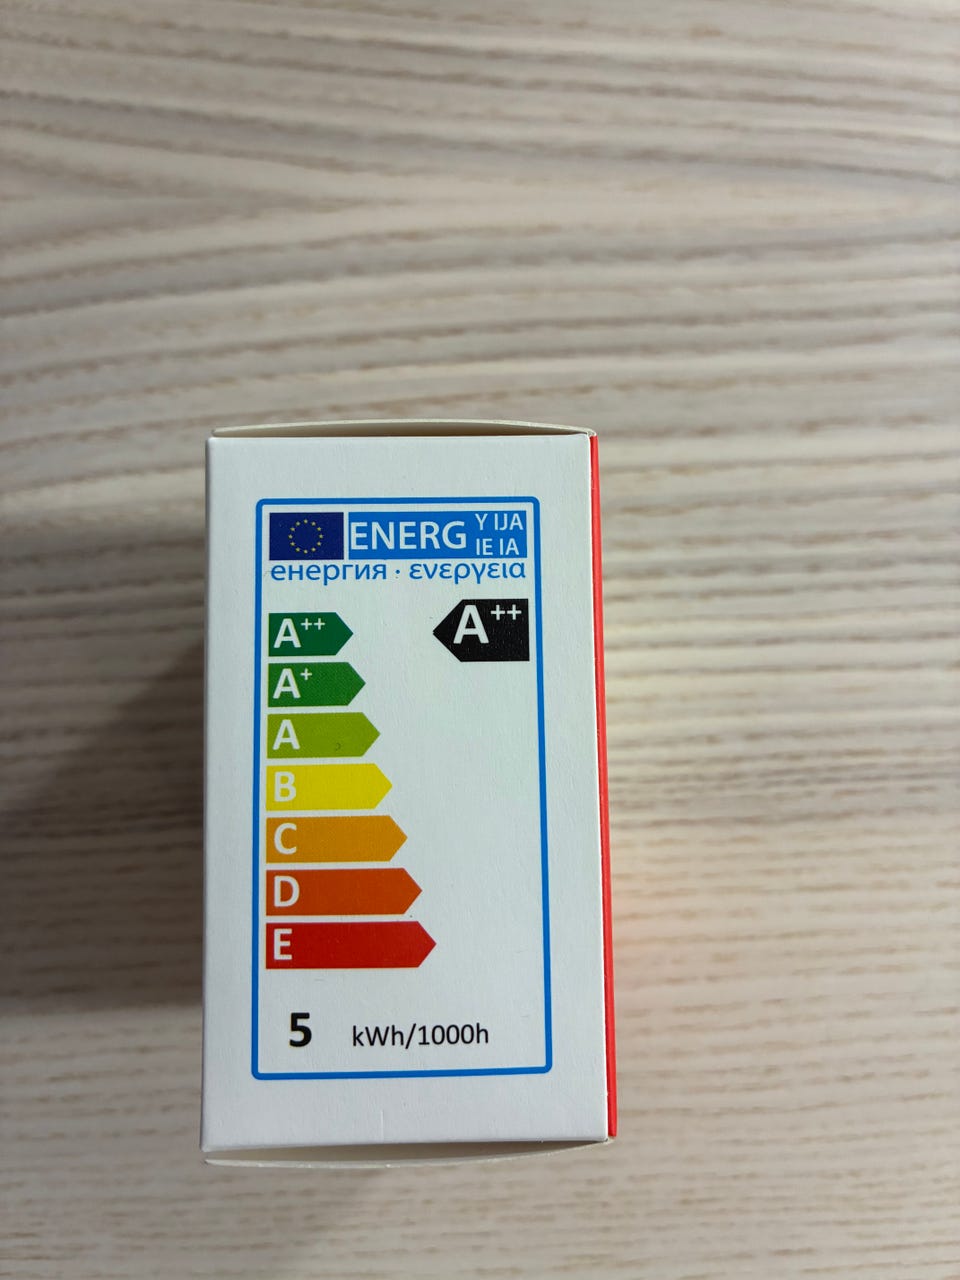 ENERG Y IJA
IE IA
енергия · ενεργεια
A++ A++
A+
A
B
C
D
E
5 kWh/1000h